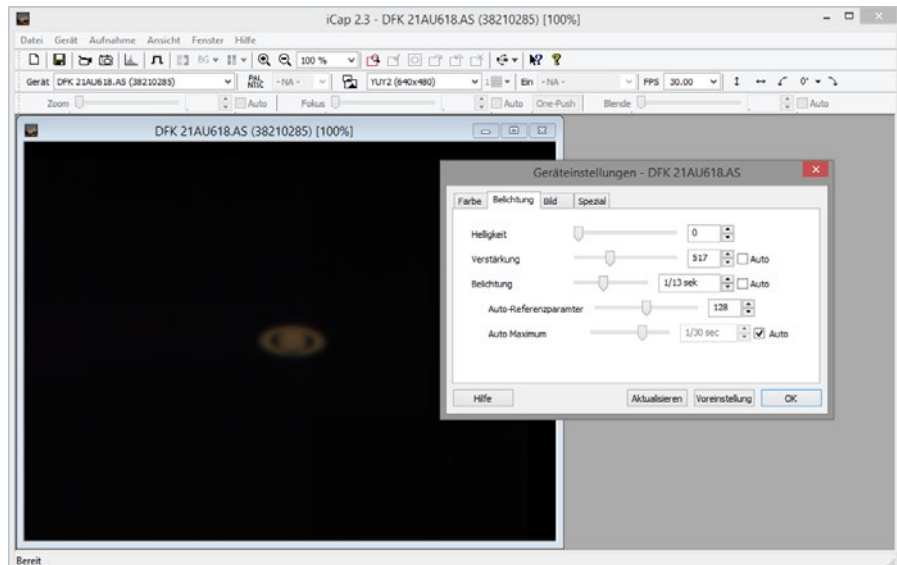 iCap 2.3 - DFK 21AU618.AS (38210285) [100%]
Datei Gerät Aufnahme Ansicht Fenster Hilfe
100 %
Gerät DFK 21AU618.AS (38210285) PAL NTSC -NA- YUY2 (640x480) 1 Ein -NA- FPS 30.00 0°
Zoom Auto Fokus Auto One-Push Blende Auto
DFK 21AU618.AS (38210285) [100%]
Geräteinstellungen - DFK 21AU618.AS
Farbe Belichtung Bild Spezial
Helligkeit 0
Verstärkung 517 Auto
Belichtung 1/13 sek Auto
Auto-Referenzparamter 128
Auto Maximum 1/30 sec Auto
Hilfe Aktualisieren Voreinstellung OK
Bereit